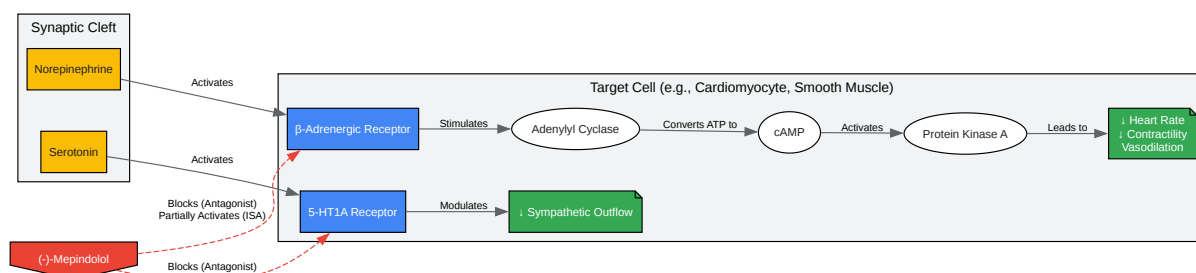 Synaptic Cleft
Norepinephrine
Serotonin
Activates
Activates
Target Cell (e.g., Cardiomyocyte, Smooth Muscle)
β-Adrenergic Receptor
Stimulates
Adenylyl Cyclase
Converts ATP to
cAMP
Activates
Protein Kinase A
Leads to
↓ Heart Rate
↓ Contractility
Vasodilation
5-HT1A Receptor
Modulates
↓ Sympathetic Outflow
Blocks (Antagonist)
Partially Activates (ISA)
(-)-Mepindolol
Blocks (Antagonist)